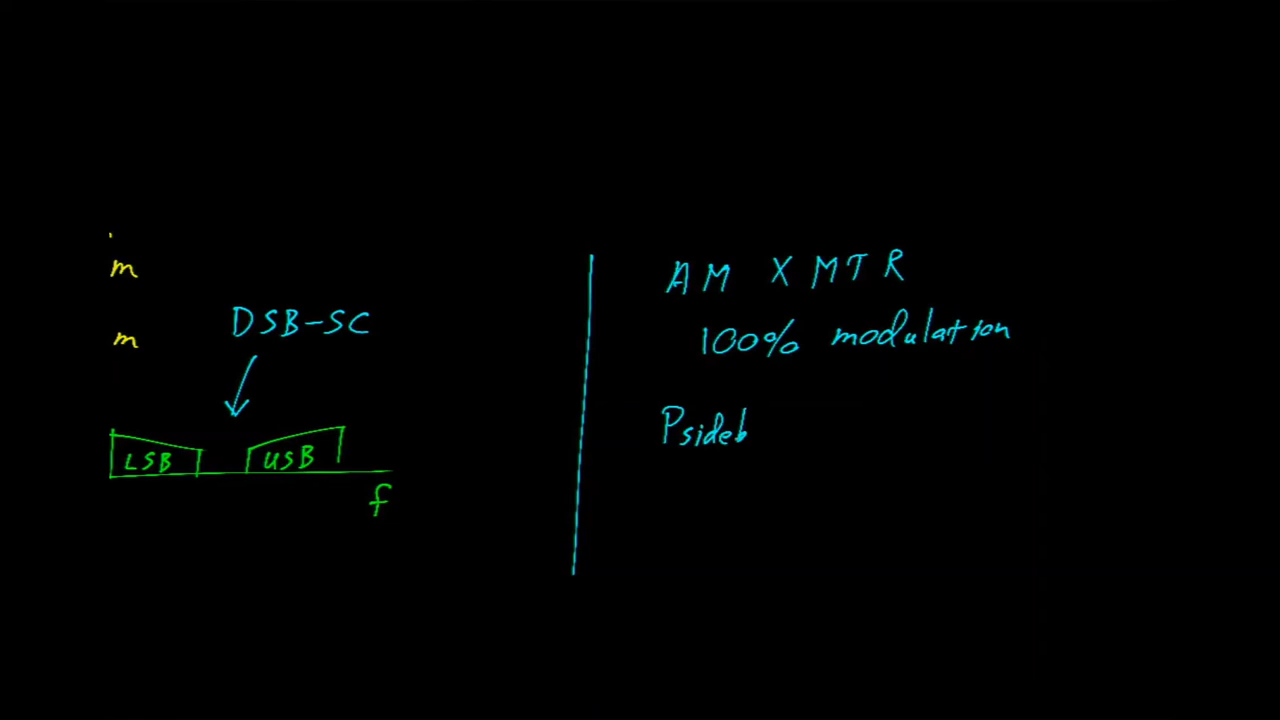 m
m
DSB-SC
LSB USB
f
AM XMTR
100% modulation
Psideb